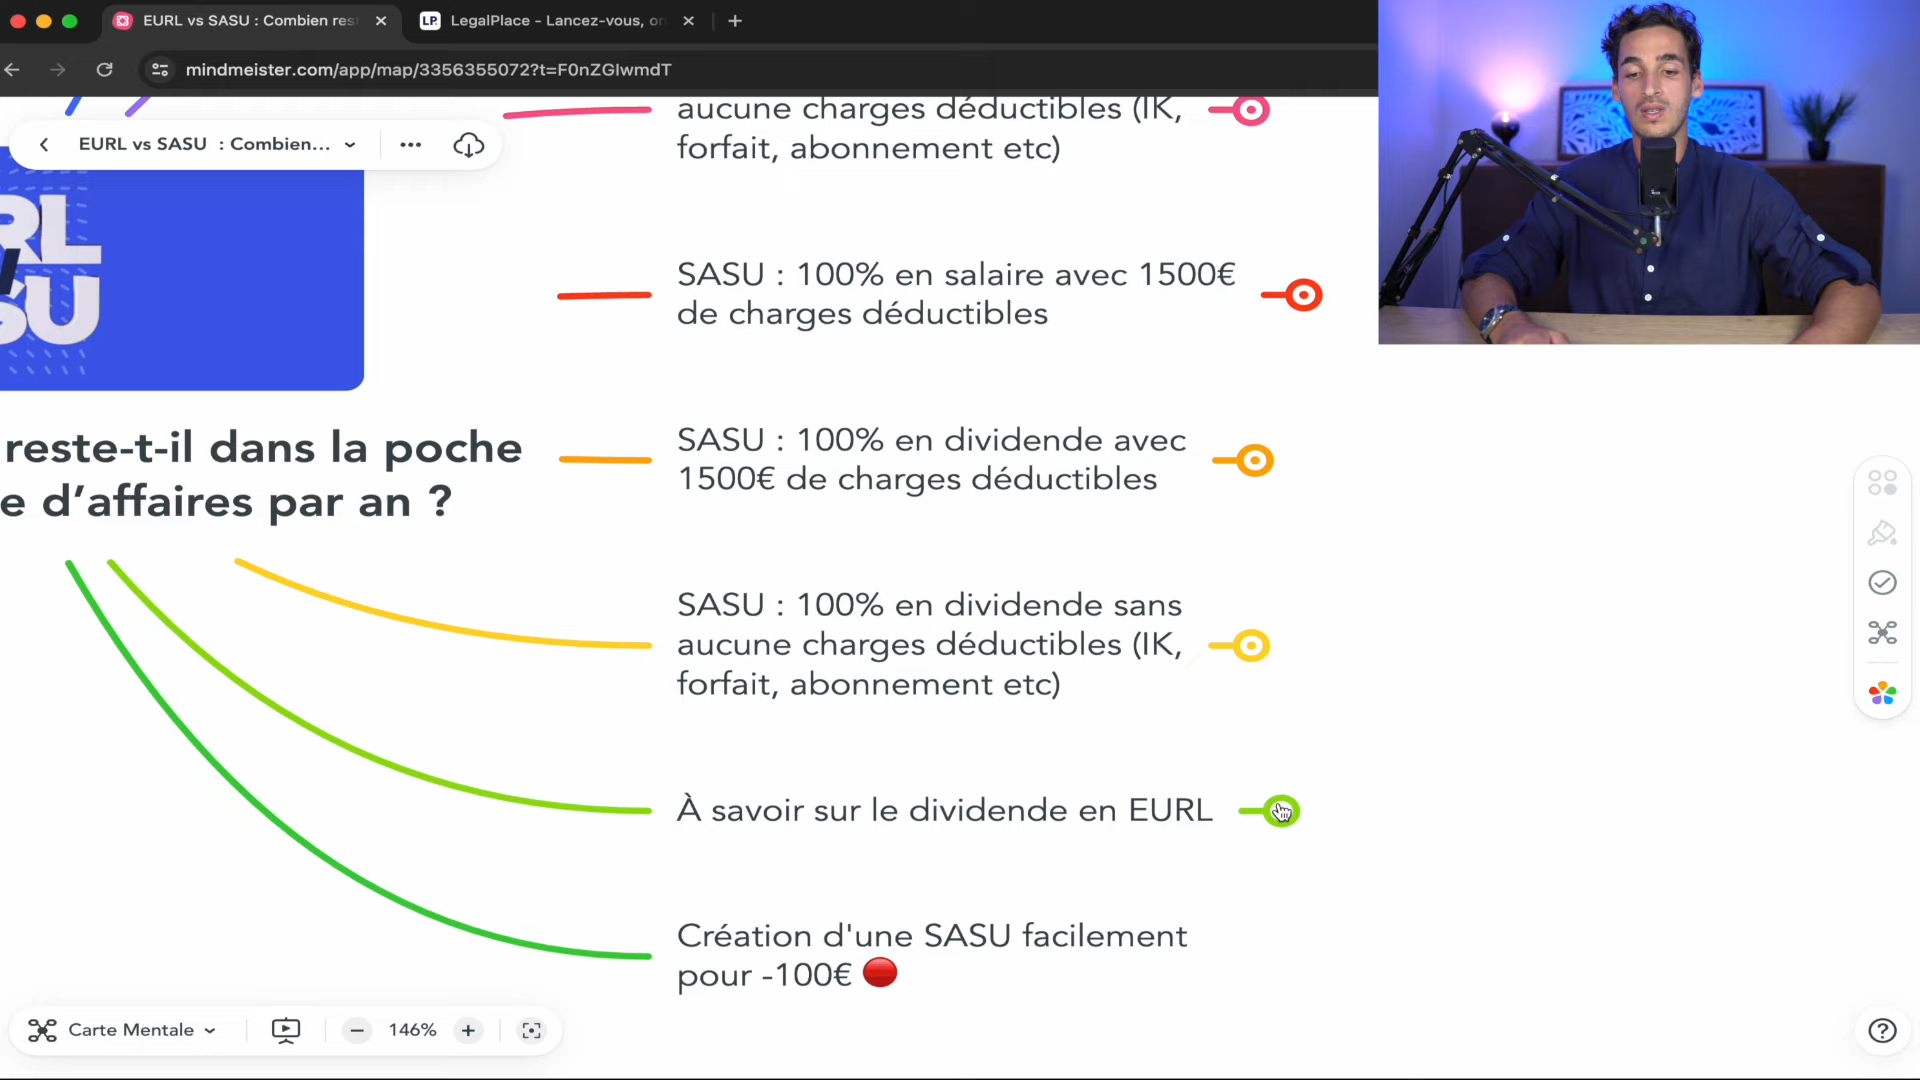 EURL vs SASU : Combien res
LP. LegalPlace - Lancez-vous, on
mindmeister.com/app/map/3356355072?t=F0nZGlwmdT
EURL vs SASU : Combien...
aucune charges déductibles (IK,
forfait, abonnement etc)
RL
SU
SASU : 100% en salaire avec 1500€
de charges déductibles
reste-t-il dans la poche
e d’affaires par an ?
SASU : 100% en dividende avec
1500€ de charges déductibles
SASU : 100% en dividende sans
aucune charges déductibles (IK,
forfait, abonnement etc)
À savoir sur le dividende en EURL
Création d'une SASU facilement
pour -100€
Carte Mentale
146%